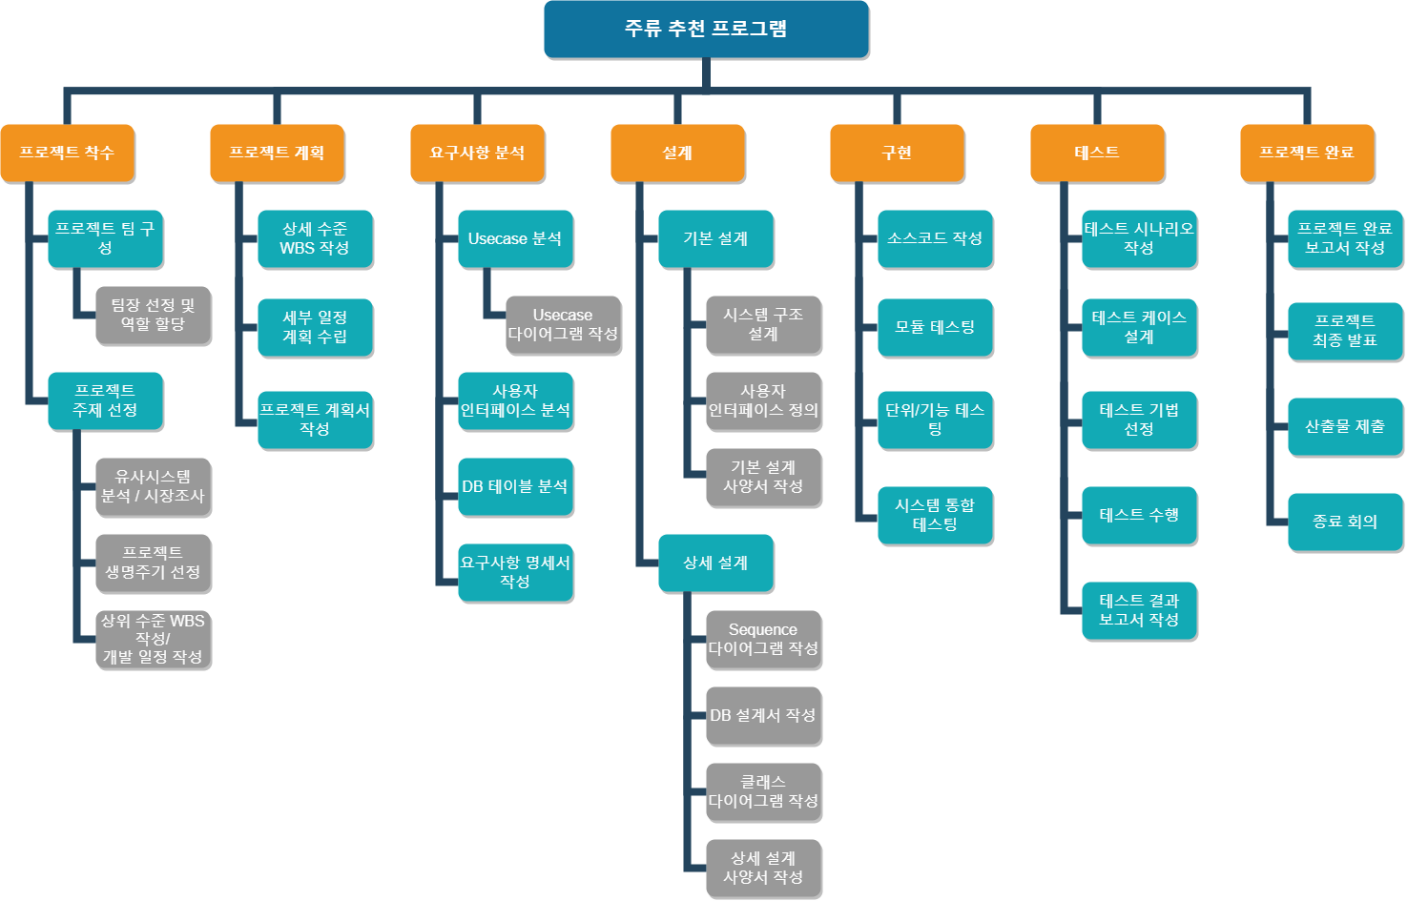 주류 추천 프로그램
프로젝트 착수
프로젝트 팀 구
성
팀장 선정 및
역할 할당
프로젝트
주제 선정
유사시스템
분석 / 시장조사
프로젝트
생명주기 선정
상위 수준 WBS
작성/
개발 일정 작성
프로젝트 계획
상세 수준
WBS 작성
세부 일정
계획 수립
프로젝트 계획서
작성
요구사항 분석
Usecase 분석
Usecase
다이어그램 작성
사용자
인터페이스 분석
DB 테이블 분석
요구사항 명세서
작성
설계
기본 설계
시스템 구조
설계
사용자
인터페이스 정의
기본 설계
사양서 작성
상세 설계
Sequence
다이어그램 작성
DB 설계서 작성
클래스
다이어그램 작성
상세 설계
사양서 작성
구현
소스코드 작성
모듈 테스팅
단위/기능 테스
팅
시스템 통합
테스팅
테스트
테스트 시나리오
작성
테스트 케이스
설계
테스트 기법
선정
테스트 수행
테스트 결과
보고서 작성
프로젝트 완료
프로젝트 완료
보고서 작성
프로젝트
최종 발표
산출물 제출
종료 회의